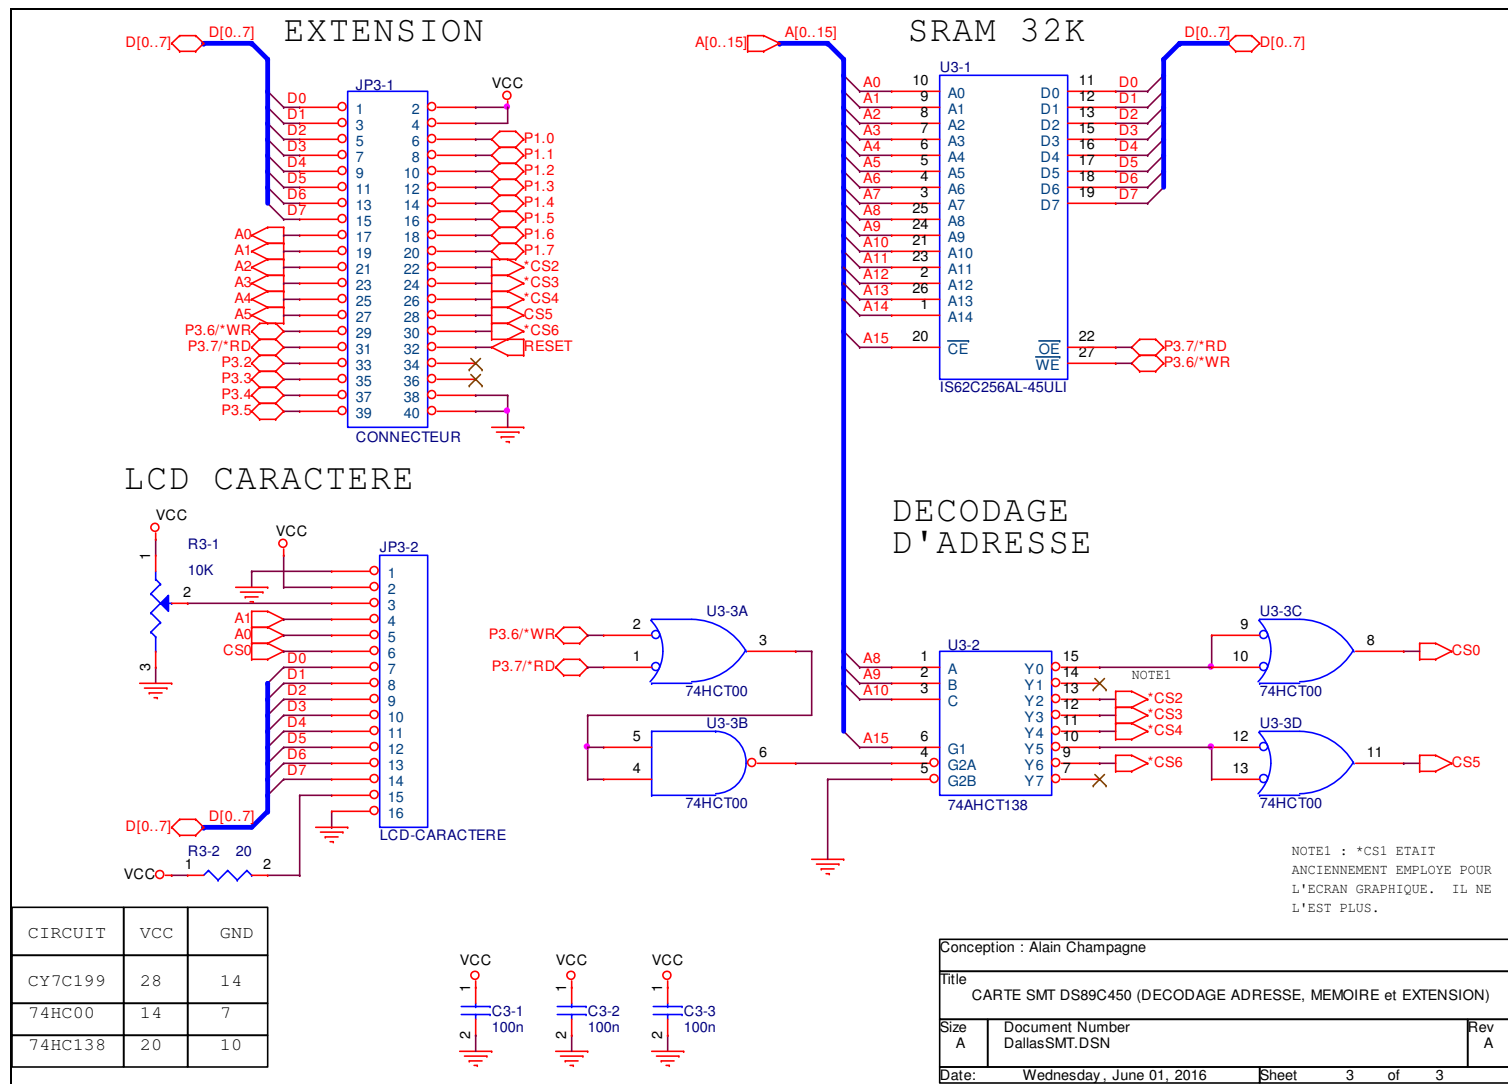 EXTENSION
D[0..7] D[0..7]
JP3-1
VCC
D0 1 2
D1 3 4
D2 5 6 P1.0
D3 7 8 P1.1
D4 9 10 P1.2
D5 11 12 P1.3
D6 13 14 P1.4
D7 15 16 P1.5
A0 17 18 P1.6
A1 19 20 P1.7
A2 21 22 *CS2
A3 23 24 *CS3
A4 25 26 *CS4
A5 27 28 CS5
P3.6/*WR 29 30 *CS6
P3.7/*RD 31 32 RESET
P3.2 33 34
P3.3 35 36
P3.4 37 38
P3.5 39 40
CONNECTEUR
SRAM 32K
A[0..15] A[0..15]
D[0..7] D[0..7]
U3-1
A0 10 A0 D0 11 D0
A1 9 A1 D1 12 D1
A2 8 A2 D2 13 D2
A3 7 A3 D3 15 D3
A4 6 A4 D4 16 D4
A5 5 A5 D5 17 D5
A6 4 A6 D6 18 D6
A7 3 A7 D7 19 D7
A8 25 A8
A9 24 A9
A10 21 A10
A11 23 A11
A12 2 A12
A13 26 A13
A14 1 A14
A15 20 CE OE 22 P3.7/*RD
WE 27 P3.6/*WR
IS62C256AL-45ULI
LCD CARACTERE
VCC
1
R3-1
10K
2
3
VCC
JP3-2
1
2
3
A1 4
A0 5
CS0 6
D0 7
D1 8
D2 9
D3 10
D4 11
D5 12
D6 13
D7 14
15
16
D[0..7] D[0..7]
LCD-CARACTERE
R3-2 20
VCC 1 2
DECODAGE
D'ADRESSE
U3-3A
P3.6/*WR 2
P3.7/*RD 1
3
74HCT00
U3-3B
5
4
6
74HCT00
U3-2
A8 1 A Y0 15
A9 2 B Y1 14 NOTE1
A10 3 C Y2 13 *CS2
Y3 12 *CS3
Y4 11 *CS4
A15 6 G1 Y5 10
4 G2A Y6 9 *CS6
5 G2B Y7 7
74AHCT138
U3-3C
9
10
8 CS0
74HCT00
U3-3D
12
13
11 CS5
74HCT00
NOTE1 : *CS1 ETAIT
ANCIENNEMENT EMPLOYE POUR
L'ECRAN GRAPHIQUE. IL NE
L'EST PLUS.
CIRCUIT VCC GND
CY7C199 28 14
74HC00 14 7
74HC138 20 10
VCC VCC VCC
1 1 1
C3-1 C3-2 C3-3
100n 100n 100n
2 2 2
Conception : Alain Champagne
Title
CARTE SMT DS89C450 (DECODAGE ADRESSE, MEMOIRE et EXTENSION)
Size Document Number Rev
A DallasSMT.DSN A
Date: Wednesday, June 01, 2016 Sheet 3 of 3